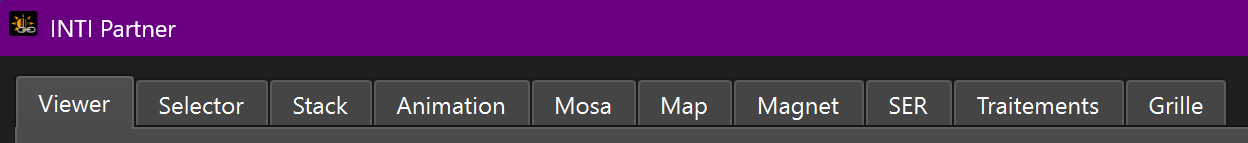 INTI Partner
Viewer Selector Stack Animation Mosa Map Magnet SER Traitements Grille